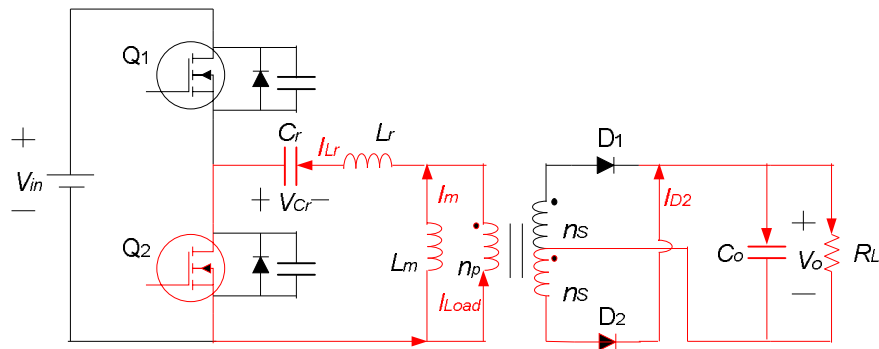 Q1
Cr
ILr
Lr
D1
+
Vin
—
+
VCr
–
Im
ID2
nS
Q2
Lm
np
ILoad
nS
D2
Co
+
Vo
—
RL